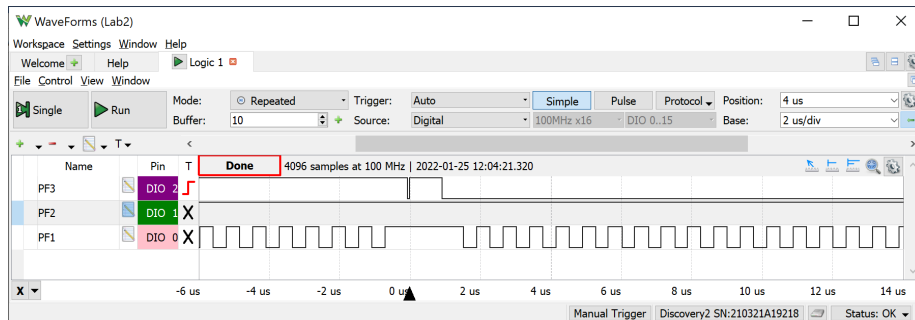 WaveForms (Lab2)
Workspace Settings Window Help
Welcome Help Logic 1
File Control View Window
Single Run Mode: Repeated Trigger: Auto Simple Pulse Protocol Position: 4 us
Buffer: 10 Source: Digital 100MHz x16 DIO 0..15 Base: 2 us/div
T
Name Pin T Done 4096 samples at 100 MHz | 2022-01-25 12:04:21.320
PF3 DIO 2
PF2 DIO 1 X
PF1 DIO 0 X
X -6 us -4 us -2 us 0 us 2 us 4 us 6 us 8 us 10 us 12 us 14 us
Manual Trigger Discovery2 SN:210321A19218 Status: OK